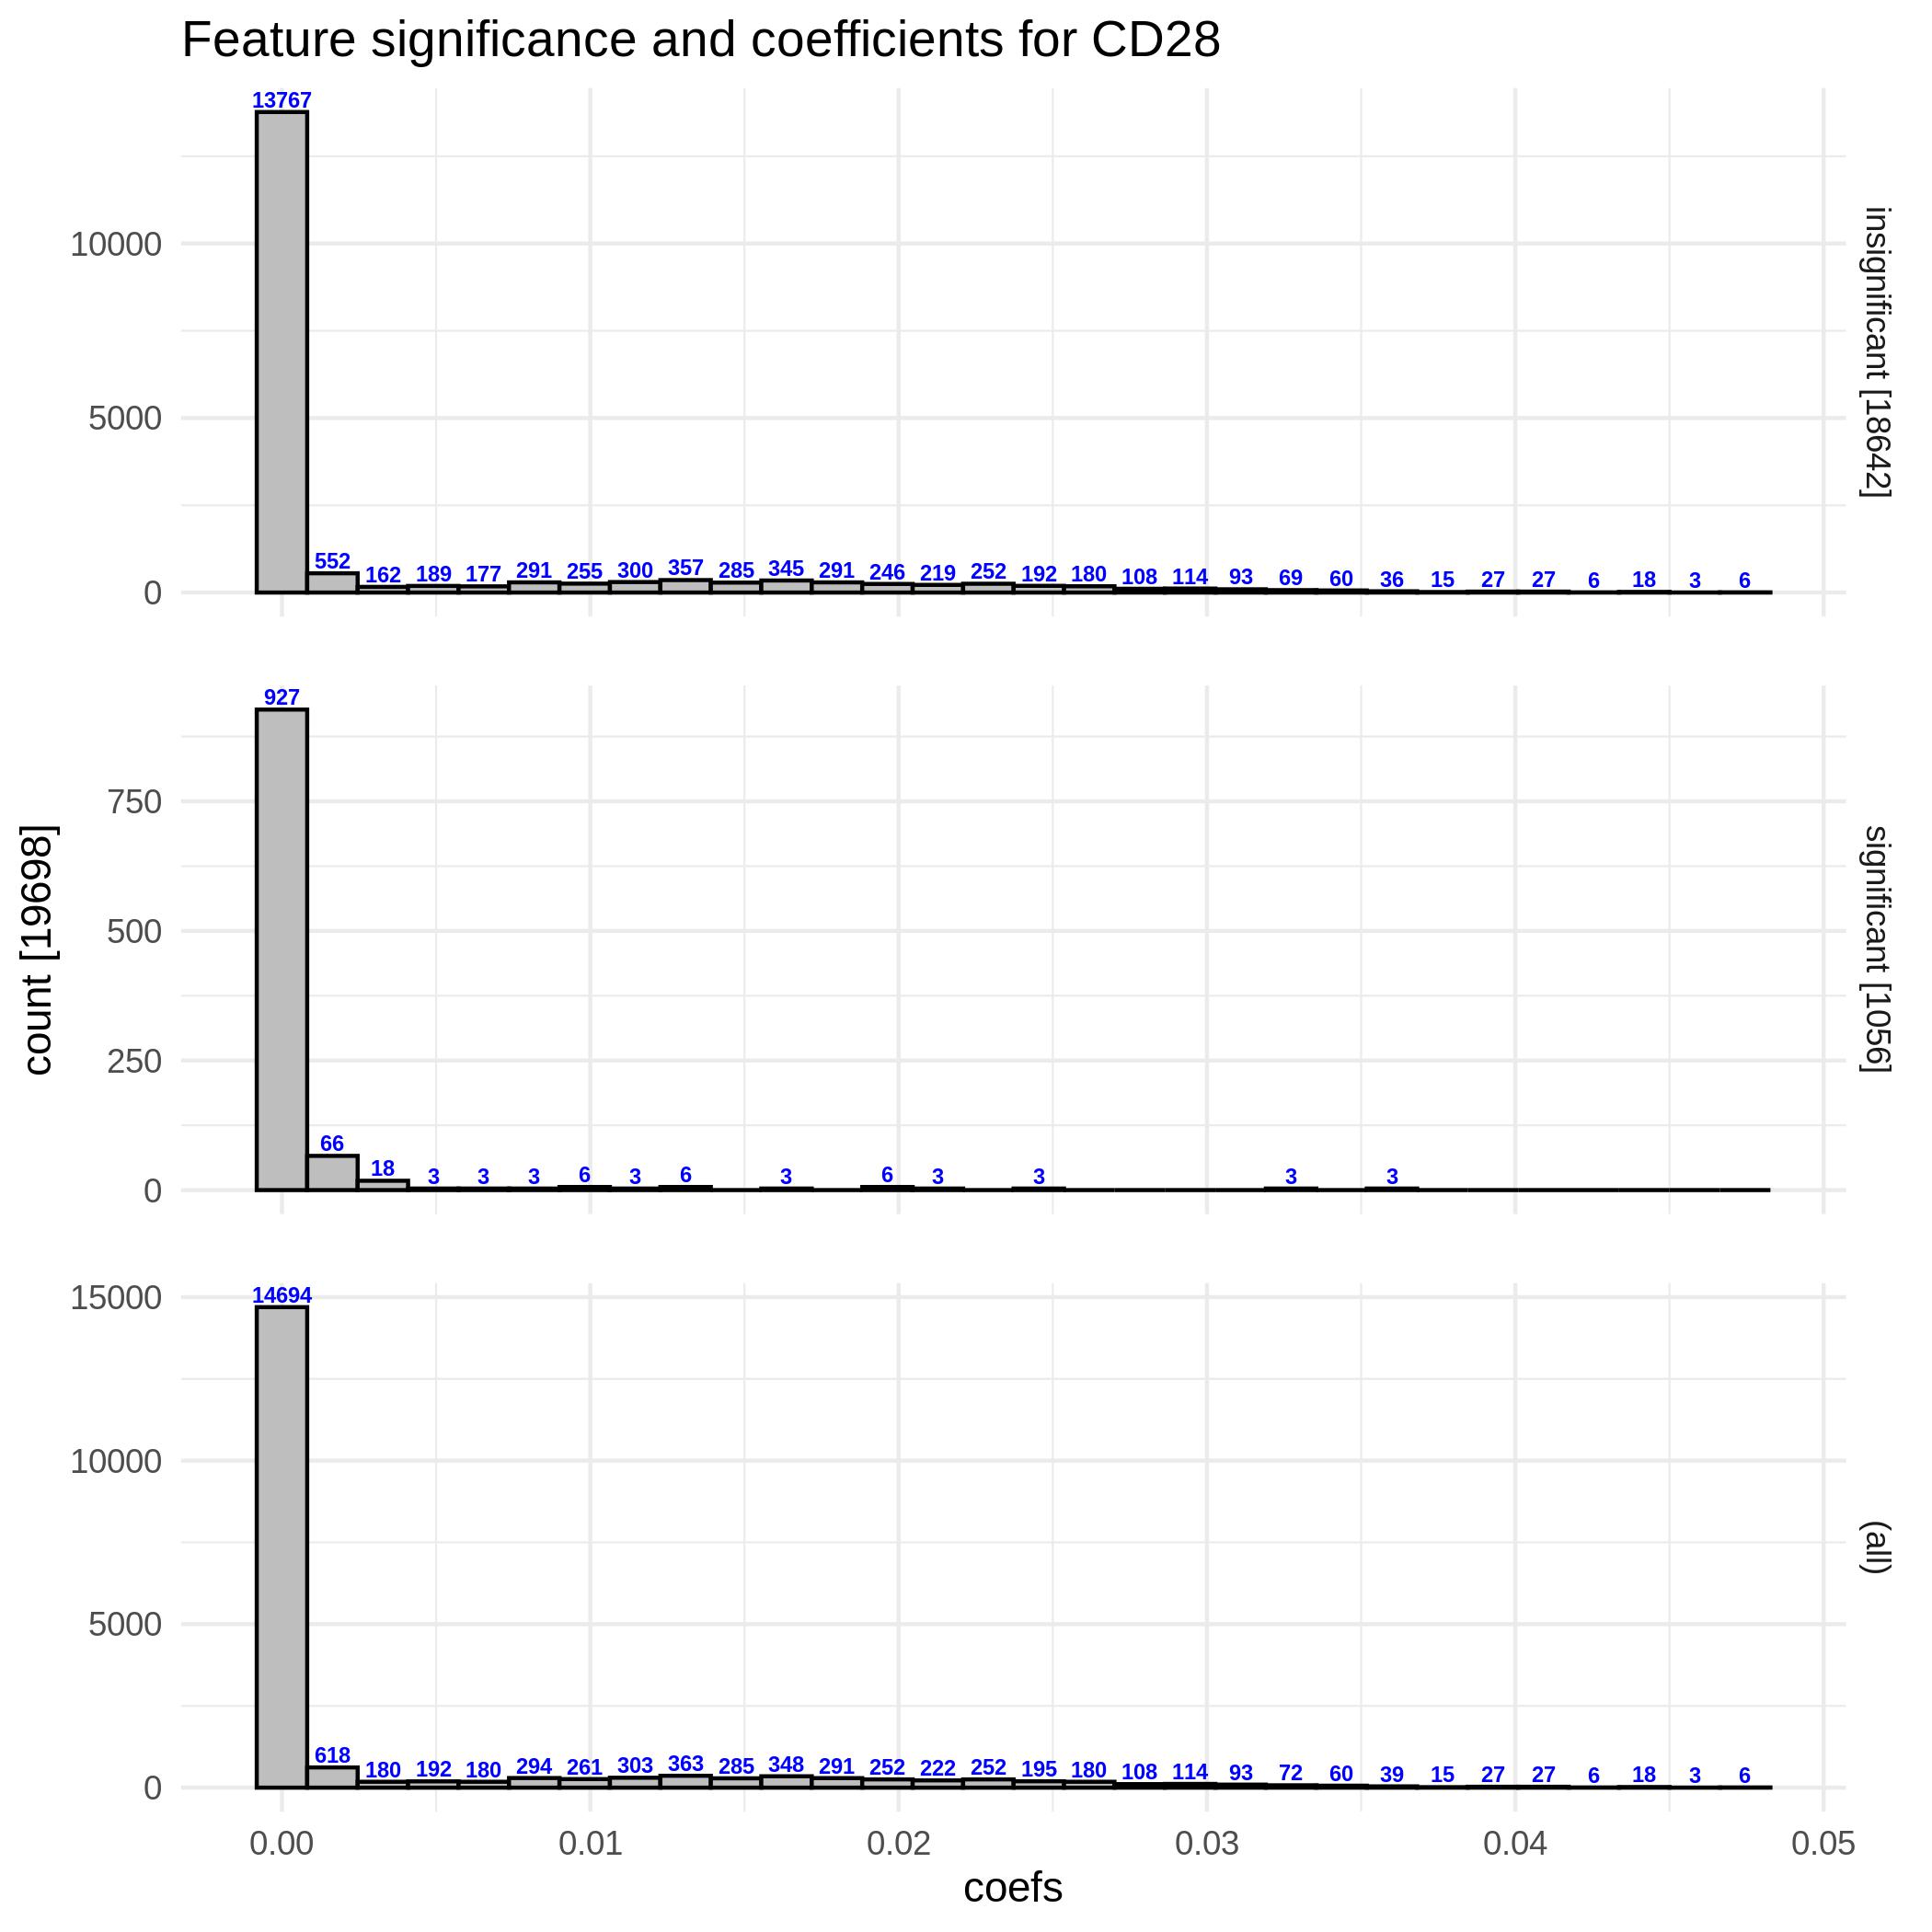 Feature significance and coefficients for CD28
13767
552 162 189 177 291 255 300 357 285 345 291 246 219 252 192 180 108 114 93 69 60 36 15 27 27 6 18 3 6
10000
5000
0
insignificant [18642]
927
66 18 3 3 3 6 3 6 3 6 3 3 3 3
750
500
250
0
significant [1056]
count [19698]
14694
618 180 192 180 294 261 303 363 285 348 291 252 222 252 195 180 108 114 93 72 60 39 15 27 27 6 18 3 6
15000
10000
5000
0
(all)
0.00 0.01 0.02 0.03 0.04 0.05
coefs